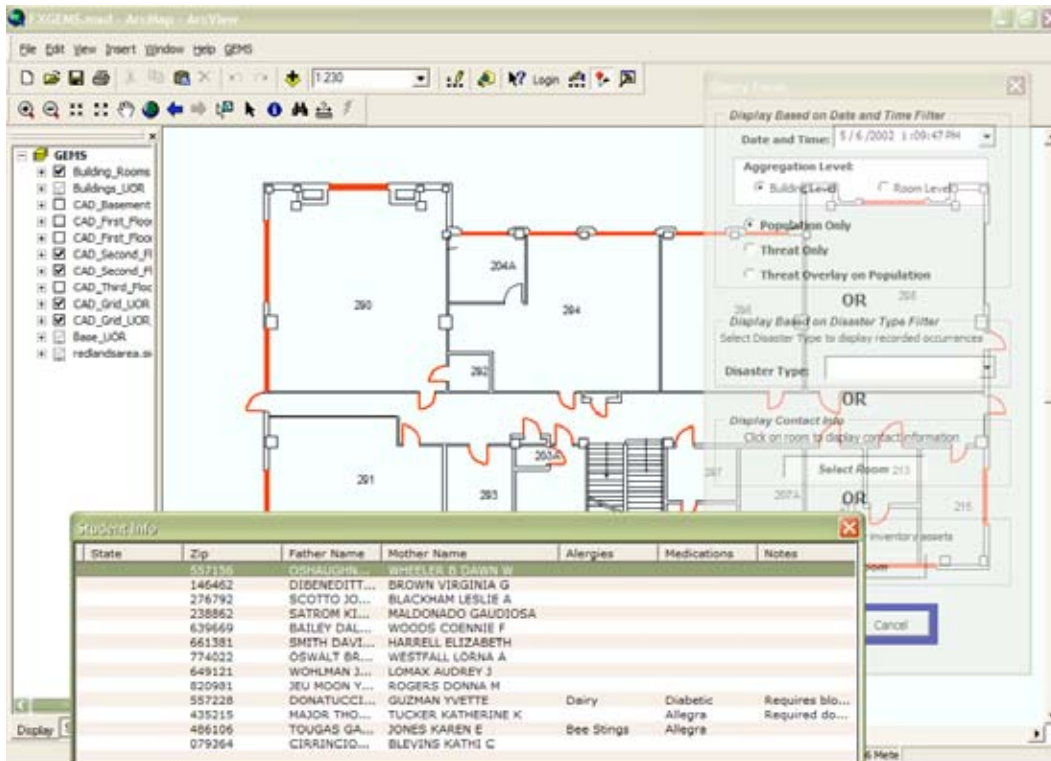 FXGEMS.mxd - ArcMap - ArcView
File Edit View Insert Window Help GEMS
1:230
Login
GEMS
Building_Rooms
Buildings_UOR
CAD_Basement
CAD_First_Floor
CAD_First_Floor
CAD_Second_Fl
CAD_Second_Fl
CAD_Third_Floc
CAD_Grid_UOR
CAD_Grid_UOR
Base_UOR
redlandsarea.si
Display
290
204A
294
292
291
293
203A
297
207A
213
215
Display Based on Date and Time Filter
Date and Time: 5/6/2002 1:09:47 PM
Aggregation Level:
Building Level Room Level
Population Only
Threat Only
Threat Overlay on Population
OR
Display Based on Disaster Type Filter
Select Disaster Type to display recorded occurrences
Disaster Type:
OR
Display Contact Info
Click on room to display contact information
Select Room
OR
inventory assets
Cancel
Student Info
State Zip Father Name Mother Name Alergies Medications Notes
557156 OSHAUGHN... WHEELER B DAWN W
146462 DIBENEDITT... BROWN VIRGINIA G
276792 SCOTTO JO... BLACKHAM LESLIE A
238862 SATROM KI... MALDONADO GAUDIOSA
639669 BAILEY DAL... WOODS COENNIE F
661381 SMITH DAVI... HARRELL ELIZABETH
774022 OSWALT BR... WESTFALL LORNA A
649121 WOHLMAN J... LOMAX AUDREY J
820981 JEU MOON Y... ROGERS DONNA M
557228 DONATUCCI... GUZMAN YVETTE Dairy Diabetic Requires blo...
435215 MAJOR THO... TUCKER KATHERINE K Allegra Required do...
486106 TOUGAS GA... JONES KAREN E Bee Stings Allegra
079364 CIRRINCIO... BLEVINS KATHI C